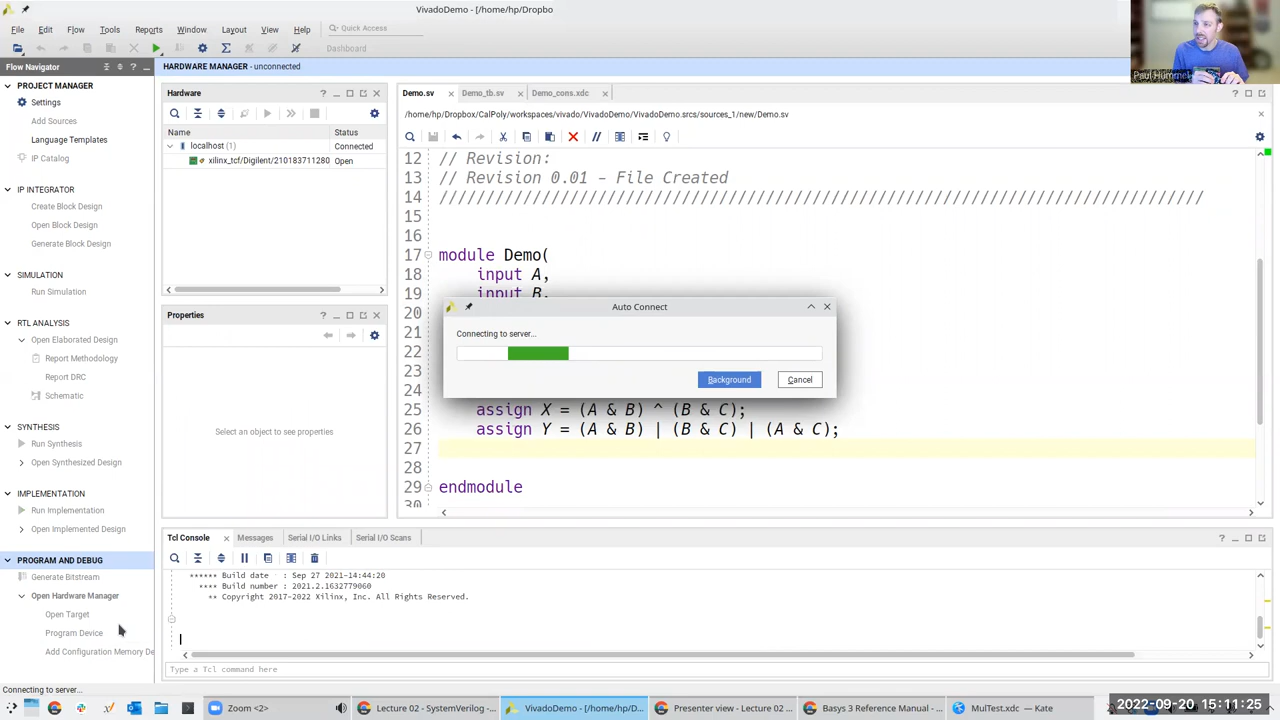 VivadoDemo - [/home/hp/Dropbo
File Edit Flow Tools Reports Window Layout View Help Quick Access
Dashboard
Paul Hummel
Flow Navigator
HARDWARE MANAGER - unconnected
PROJECT MANAGER
Settings
Add Sources
Language Templates
IP Catalog
IP INTEGRATOR
Create Block Design
Open Block Design
Generate Block Design
SIMULATION
Run Simulation
RTL ANALYSIS
Open Elaborated Design
Report Methodology
Report DRC
Schematic
SYNTHESIS
Run Synthesis
Open Synthesized Design
IMPLEMENTATION
Run Implementation
Open Implemented Design
PROGRAM AND DEBUG
Generate Bitstream
Open Hardware Manager
Open Target
Program Device
Add Configuration Memory De
Hardware
Name Status
localhost (1) Connected
xilinx_tcf/Digilent/210183711280 Open
Properties
Select an object to see properties
Demo.sv Demo_tb.sv Demo_cons.xdc
/home/hp/Dropbox/CalPoly/workspaces/vivado/VivadoDemo/VivadoDemo.srcs/sources_1/new/Demo.sv
12 // Revision:
13 // Revision 0.01 - File Created
14 ////////////////////////////////////////////////////////////////////////////////
15
16
17 module Demo(
18 input A,
19 input B,
20
21
22
23
24
25 assign X = (A & B) ^ (B & C);
26 assign Y = (A & B) | (B & C) | (A & C);
27
28
29 endmodule
30
Auto Connect
Connecting to server...
Background Cancel
Tcl Console Messages Serial I/O Links Serial I/O Scans
****** Build date : Sep 27 2021-14:44:20
**** Build number : 2021.2.1632779060
** Copyright 2017-2022 Xilinx, Inc. All Rights Reserved.
Type a Tcl command here
Connecting to server...
Zoom <2> Lecture 02 - SystemVerilog - ... VivadoDemo - [/home/hp/D... Presenter view - Lecture 02 ... Basys 3 Reference Manual - ... MulTest.xdc — Kate 2022-09-20 15:11:25